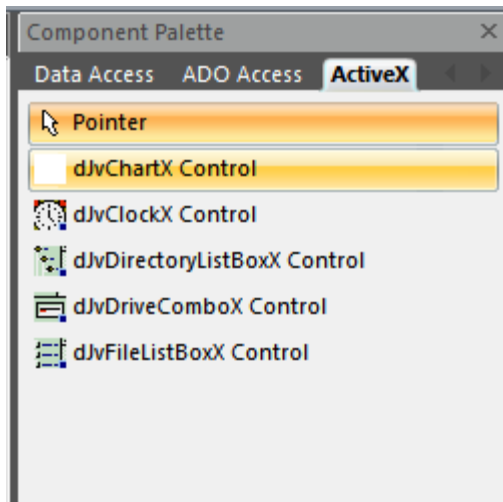 Component Palette
Data Access ADO Access ActiveX
Pointer
dJvChartX Control
dJvClockX Control
dJvDirectoryListBoxX Control
dJvDriveComboX Control
dJvFileListBoxX Control